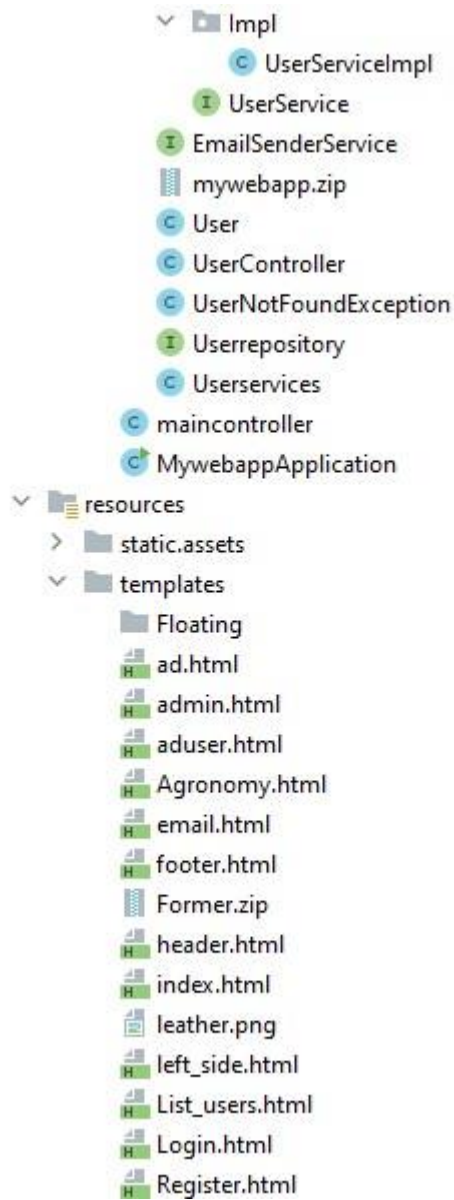 Impl
UserServiceImpl
UserService
EmailSenderService
mywebapp.zip
User
UserController
UserNotFoundException
Userrepository
Userservices
maincontroller
MywebappApplication
resources
static.assets
templates
Floating
ad.html
admin.html
aduser.html
Agronomy.html
email.html
footer.html
Former.zip
header.html
index.html
leather.png
left_side.html
List_users.html
Login.html
Register.html